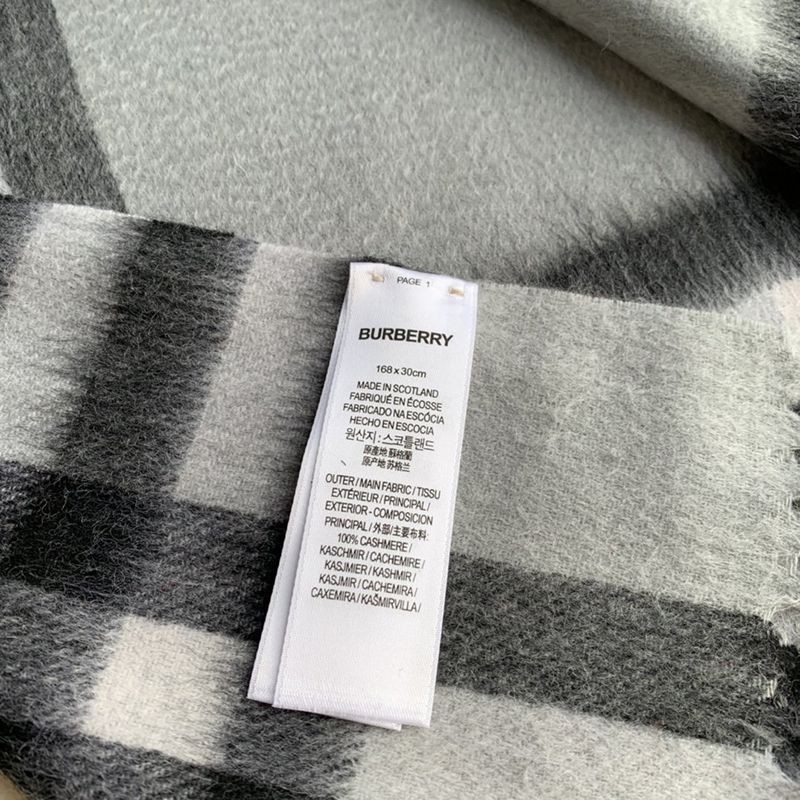 PAGE 1
BURBERRY
168 x 30cm
MADE IN SCOTLAND
FABRIQUÉ EN ÉCOSSE
FABRICADO NA ESCÓCIA
HECHO EN ESCOCIA
원산지 : 스코틀랜드
原產地 蘇格蘭
原产地 苏格兰
OUTER / MAIN FABRIC / TISSU
EXTÉRIEUR / PRINCIPAL /
EXTERIOR - COMPOSICION
PRINCIPAL / 外部 / 主要布料:
100% CASHMERE /
KASCHMIR / CACHEMIRE /
KASJMIER / KASHMIR /
KASJMIR / CACHEMIRA /
CAXEMIRA / KAŠMIRVILLA /